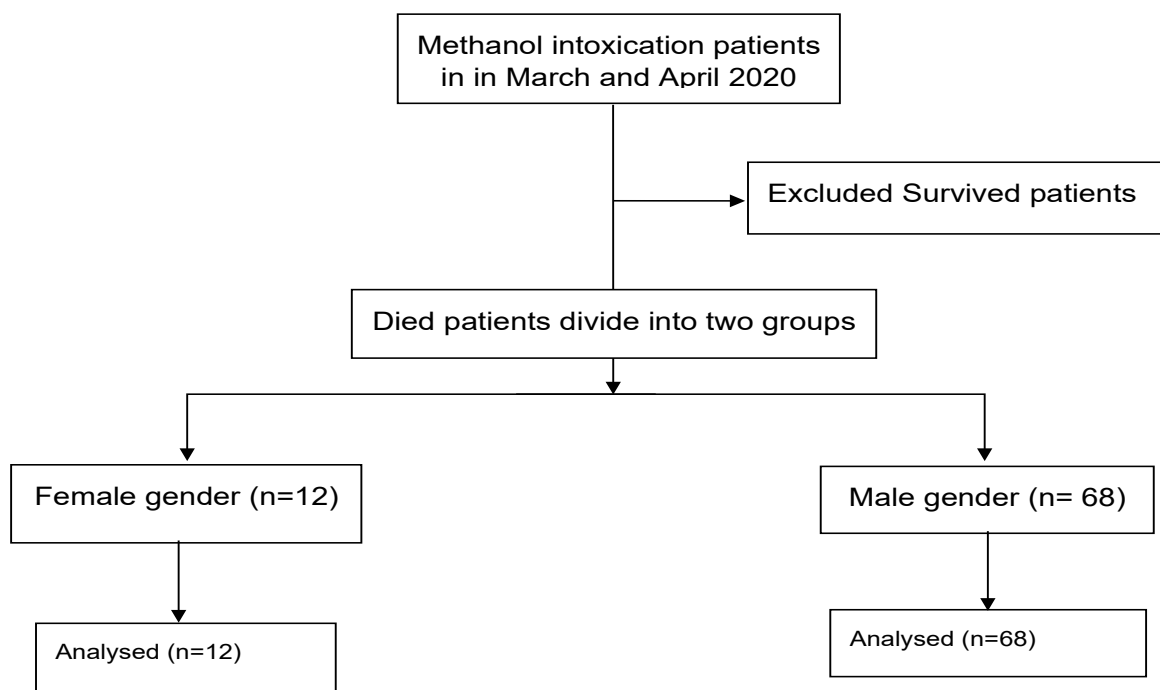 Methanol intoxication patients
in in March and April 2020
Excluded Survived patients
Died patients divide into two groups
Female gender (n=12)
Male gender (n= 68)
Analysed (n=12)
Analysed (n=68)